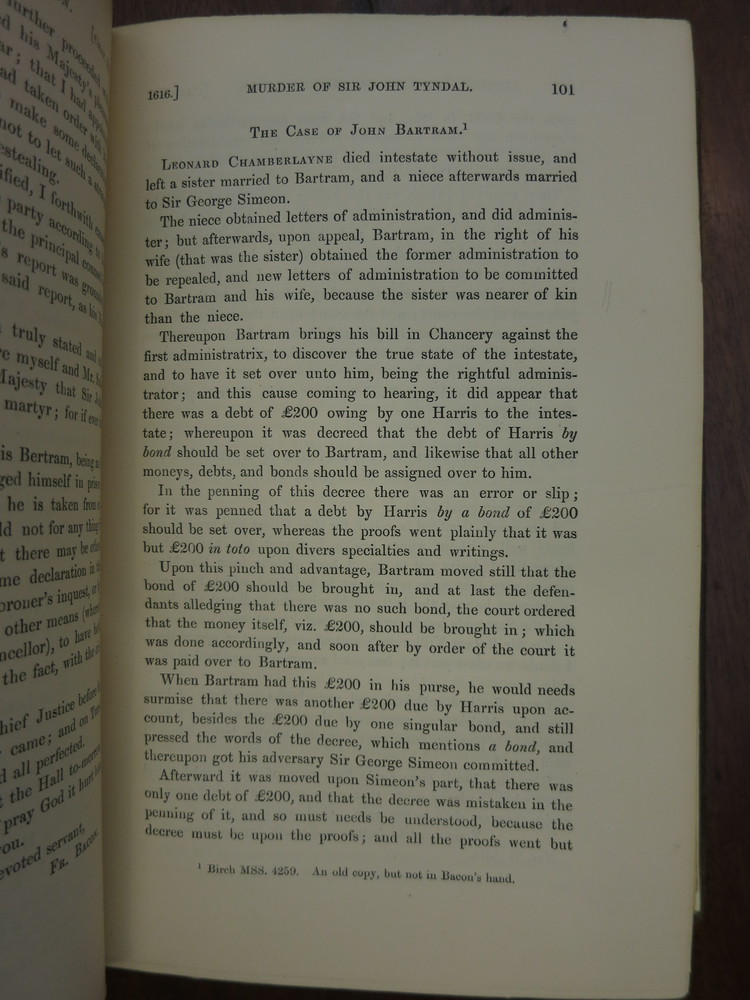 further proceeded
his Majesty's
; that I had
taken order with
make some
not to let such a
estealing.
I forthwith
party according to
the principal
report was
said report, as his
truly stated and
myself and Mr.
Majesty that Sir
martyr; for if ever
is Bertram, being
himself in
he is taken from
not for any thing
there may be
declaration in
coroner's inquest, or
other means
to have
the fact, with the
Chief Justice before
came; and on
all perfected.
at the Hall to-morrow
pray God it hurt
you.
devoted servant,
Fr. Bacon.
1616.] MURDER OF SIR JOHN TYNDAL. 101
The Case of John Bartram.¹
Leonard Chamberlayne died intestate without issue, and
left a sister married to Bartram, and a niece afterwards married
to Sir George Simeon.
The niece obtained letters of administration, and did adminis-
ter; but afterwards, upon appeal, Bartram, in the right of his
wife (that was the sister) obtained the former administration to
be repealed, and new letters of administration to be committed
to Bartram and his wife, because the sister was nearer of kin
than the niece.
Thereupon Bartram brings his bill in Chancery against the
first administratrix, to discover the true state of the intestate,
and to have it set over unto him, being the rightful adminis-
trator; and this cause coming to hearing, it did appear that
there was a debt of £200 owing by one Harris to the intes-
tate; whereupon it was decreed that the debt of Harris by
bond should be set over to Bartram, and likewise that all other
moneys, debts, and bonds should be assigned over to him.
In the penning of this decree there was an error or slip;
for it was penned that a debt by Harris by a bond of £200
should be set over, whereas the proofs went plainly that it was
but £200 in toto upon divers specialties and writings.
Upon this pinch and advantage, Bartram moved still that the
bond of £200 should be brought in, and at last the defen-
dants alledging that there was no such bond, the court ordered
that the money itself, viz. £200, should be brought in; which
was done accordingly, and soon after by order of the court it
was paid over to Bartram.
When Bartram had this £200 in his purse, he would needs
surmise that there was another £200 due by Harris upon ac-
count, besides the £200 due by one singular bond, and still
pressed the words of the decree, which mentions a bond, and
thereupon got his adversary Sir George Simeon committed.
Afterward it was moved upon Simeon's part, that there was
only one debt of £200, and that the decree was mistaken in the
penning of it, and so must needs be understood, because the
decree must be upon the proofs; and all the proofs went but
¹ Birch MSS. 4259. An old copy, but not in Bacon's hand.